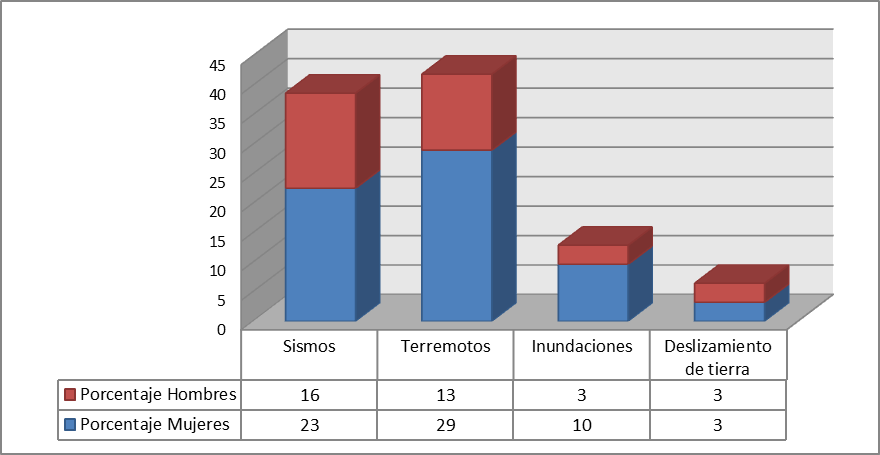 45
40
35
30
25
20
15
10
5
0
Sismos Terremotos Inundaciones Deslizamiento
de tierra
Porcentaje Hombres 16 13 3 3
Porcentaje Mujeres 23 29 10 3